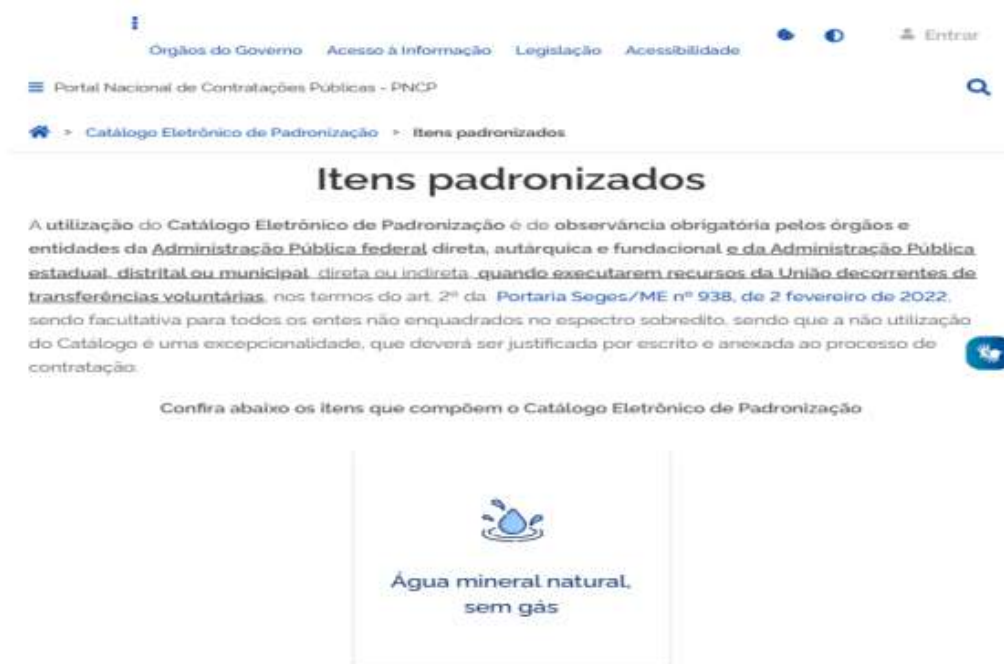 Órgãos do Governo Acesso à Informação Legislação Acessibilidade Entrar
Portal Nacional de Contratações Públicas - PNCP
> Catálogo Eletrônico de Padronização > Itens padronizados
Itens padronizados
A utilização do Catálogo Eletrônico de Padronização é de observância obrigatória pelos órgãos e
entidades da Administração Pública federal direta, autárquica e fundacional e da Administração Pública
estadual, distrital ou municipal, direta ou indireta, quando executarem recursos da União decorrentes de
transferências voluntárias, nos termos do art. 2º da Portaria Seges/ME nº 938, de 2 fevereiro de 2022,
sendo facultativa para todos os entes não enquadrados no espectro sobredito, sendo que a não utilização
do Catálogo é uma excepcionalidade, que deverá ser justificada por escrito e anexada ao processo de
contratação.
Confira abaixo os itens que compõem o Catálogo Eletrônico de Padronização
Água mineral natural,
sem gás